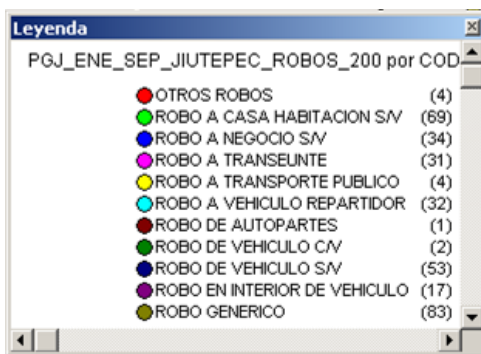 Leyenda
PGJ_ENE_SEP_JIUTEPEC_ROBOS_200 por COD
OTROS ROBOS (4)
ROBO A CASA HABITACION S/V (69)
ROBO A NEGOCIO S/V (34)
ROBO A TRANSEUNTE (31)
ROBO A TRANSPORTE PUBLICO (4)
ROBO A VEHICULO REPARTIDOR (32)
ROBO DE AUTOPARTES (1)
ROBO DE VEHICULO C/V (2)
ROBO DE VEHICULO S/V (53)
ROBO EN INTERIOR DE VEHICULO (17)
ROBO GENERICO (83)